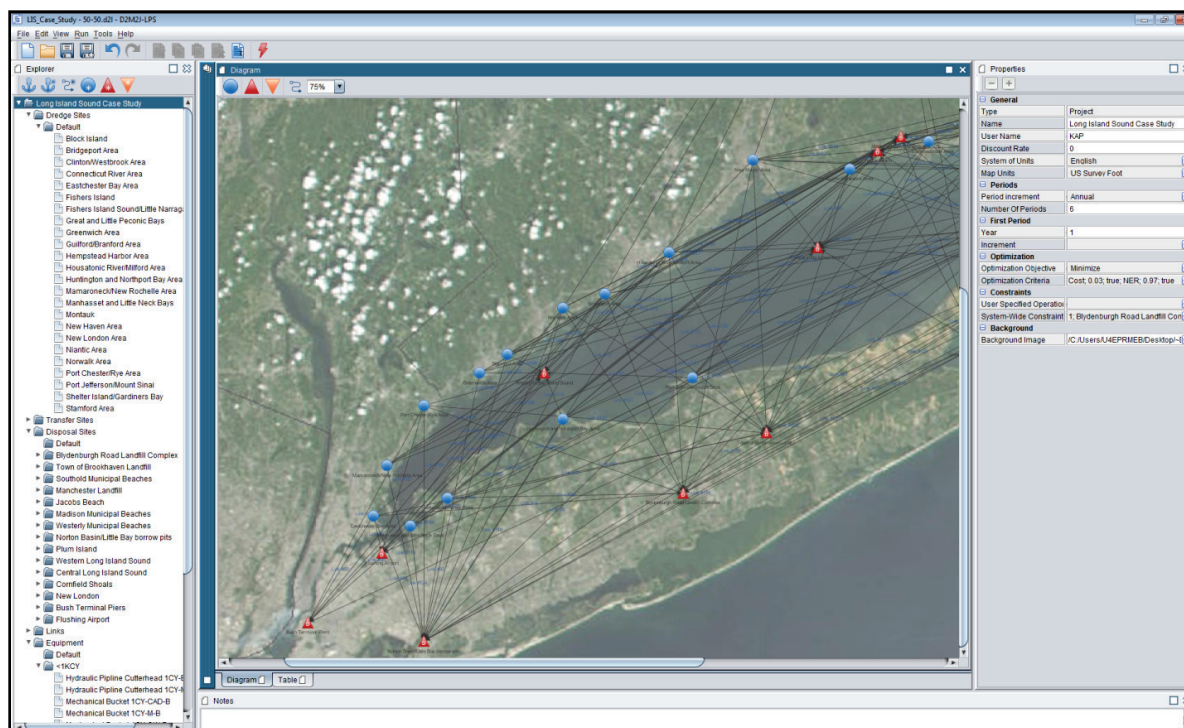 LIS_Case_Study - 50-50.d2l - D2M2J-LPS
File Edit View Run Tools Help
Explorer
Long Island Sound Case Study
Dredge Sites
Default
Block Island
Bridgeport Area
Clinton/Westbrook Area
Connecticut River Area
Eastchester Bay Area
Fishers Island
Fishers Island Sound/Little Narraga
Great and Little Peconic Bays
Greenwich Area
Guilford/Branford Area
Hempstead Harbor Area
Housatonic River/Milford Area
Huntington and Northport Bay Area
Mamaroneck/New Rochelle Area
Manhasset and Little Neck Bays
Montauk
New Haven Area
New London Area
Niantic Area
Norwalk Area
Port Chester/Rye Area
Port Jefferson/Mount Sinai
Shelter Island/Gardiners Bay
Stamford Area
Transfer Sites
Disposal Sites
Default
Blydenburgh Road Landfill Complex
Town of Brookhaven Landfill
Southold Municipal Beaches
Manchester Landfill
Jacobs Beach
Madison Municipal Beaches
Westerly Municipal Beaches
Norton Basin/Little Bay borrow pits
Plum Island
Western Long Island Sound
Central Long Island Sound
Cornfield Shoals
New London
Bush Terminal Piers
Flushing Airport
Links
Equipment
Default
<1KCY
Hydraulic Pipline Cutterhead 1CY-E
Hydraulic Pipline Cutterhead 1CY-H
Mechanical Bucket 1CY-CAD-B
Mechanical Bucket 1CY-M-B
Diagram
75%
Bush Terminal Piers
Diagram Table
Notes
Properties
General
Type Project
Name Long Island Sound Case Study
User Name KAP
Discount Rate 0
System of Units English
Map Units US Survey Foot
Periods
Period Increment Annual
Number Of Periods 6
First Period
Year 1
Increment
Optimization
Optimization Objective Minimize
Optimization Criteria Cost; 0.03; true; NER; 0.97; true
Constraints
User Specified Operatio
System-Wide Constraint 1; Blydenburgh Road Landfill Con
Background
Background Image /C:/Users/U4EPRMEB/Desktop/~